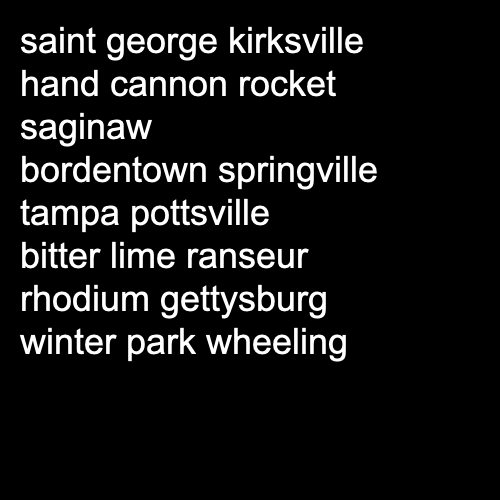 saint george kirksville
hand cannon rocket
saginaw
bordentown springville
tampa pottsville
bitter lime ranseur
rhodium gettysburg
winter park wheeling